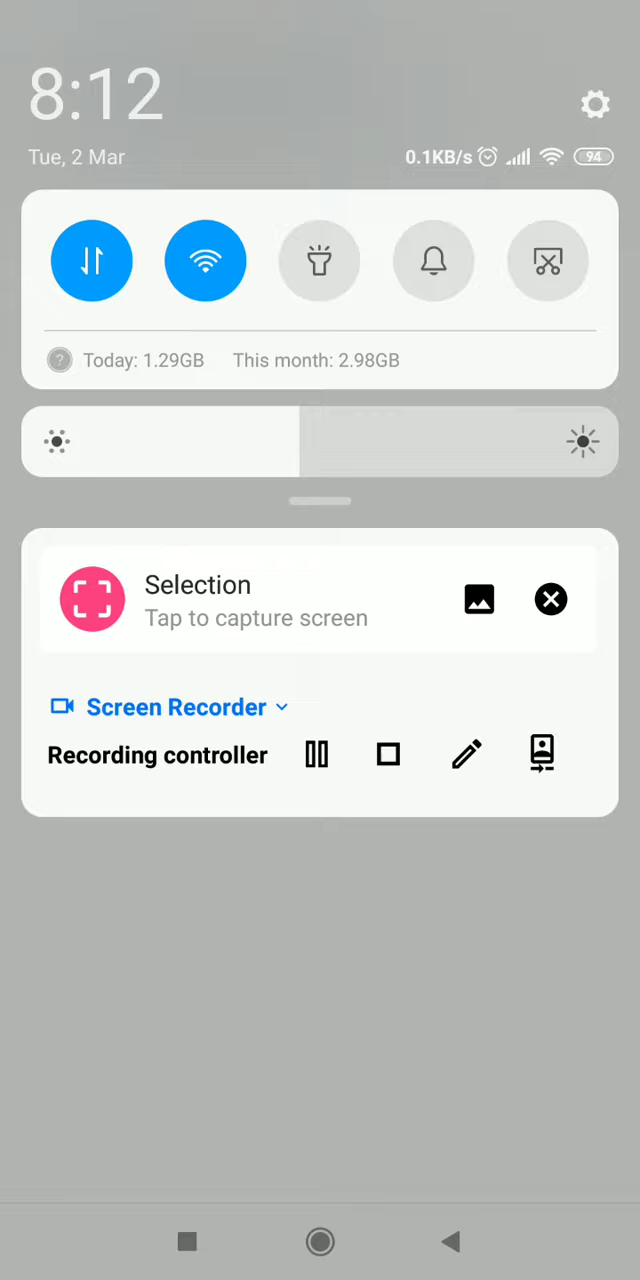 8:12
Tue, 2 Mar
0.1KB/s 94
Today: 1.29GB This month: 2.98GB
Selection
Tap to capture screen
Screen Recorder
Recording controller